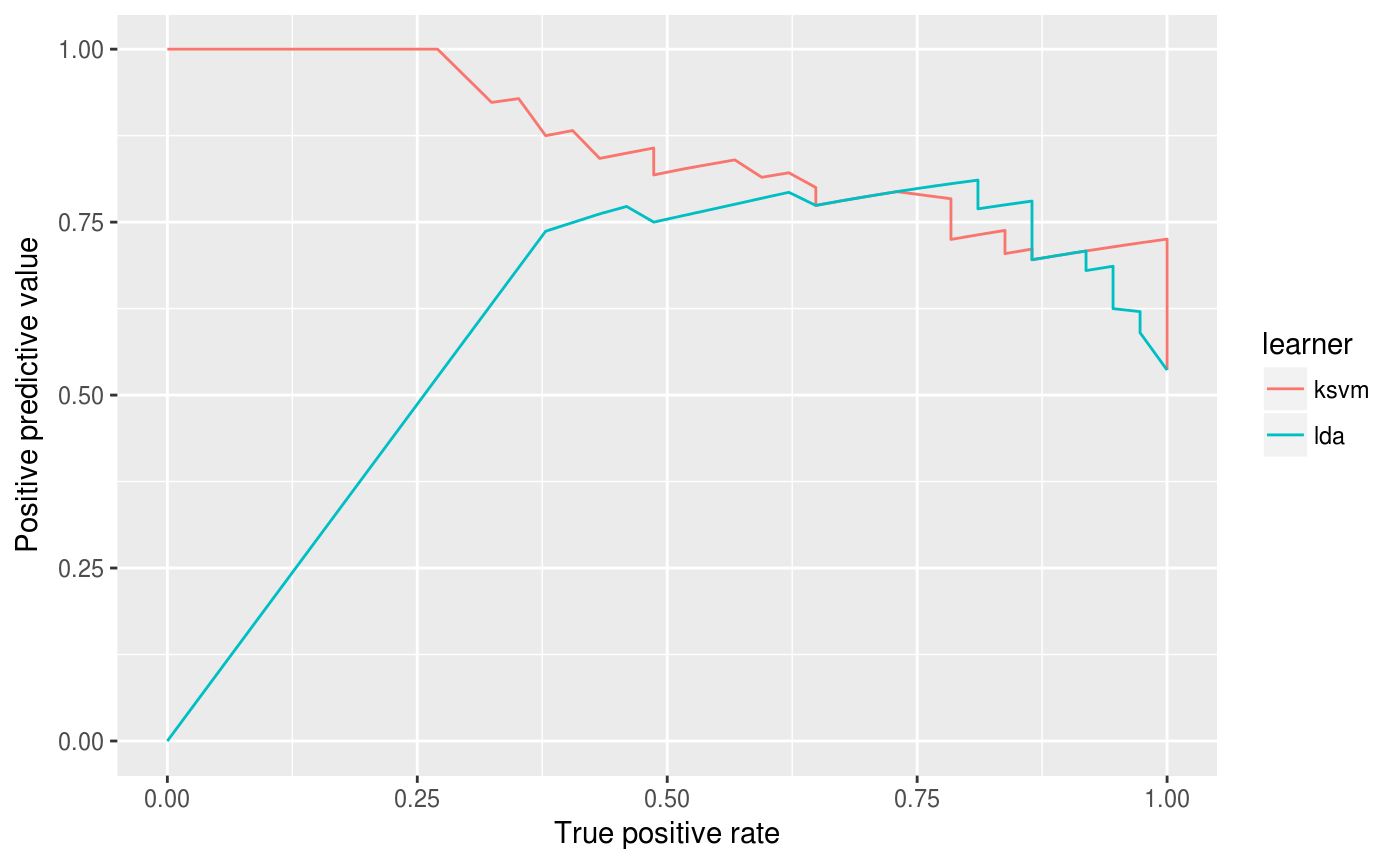 Positive predictive value
1.00
0.75
0.50
0.25
0.00
0.00 0.25 0.50 0.75 1.00
True positive rate
learner
ksvm
lda